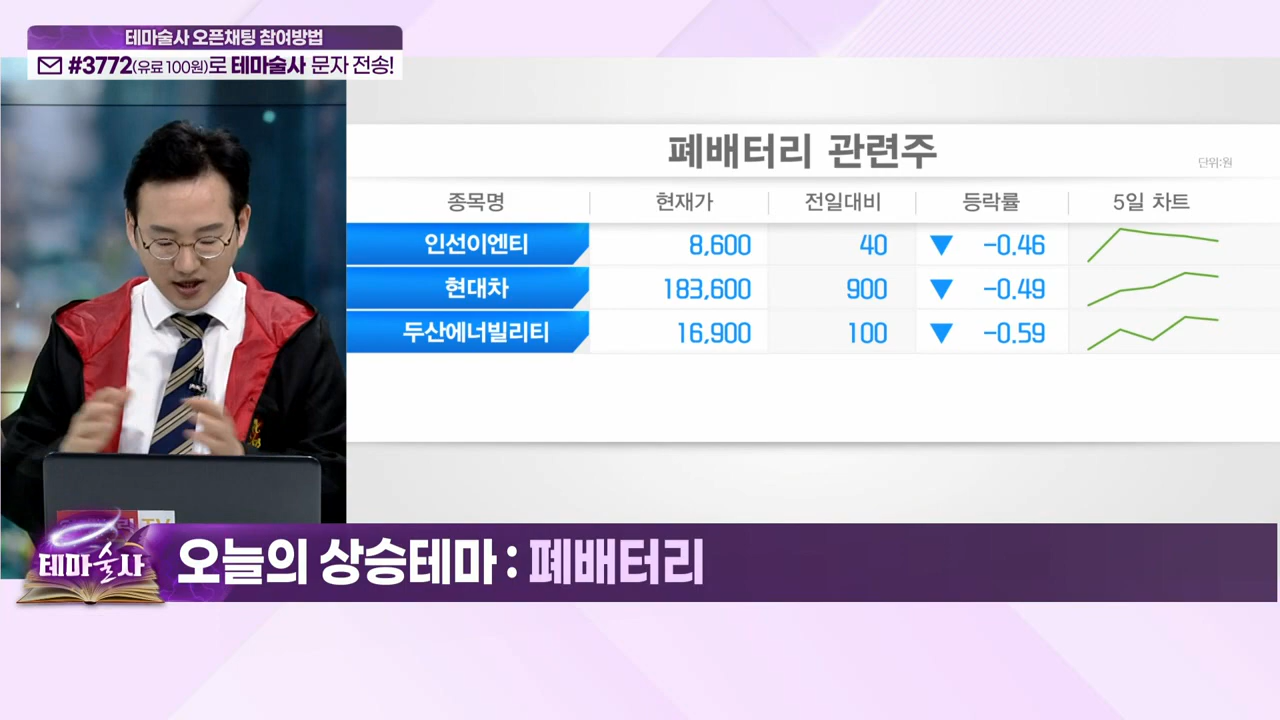 테마술사 오픈채팅 참여방법
#3772(유료 100원)로 테마술사 문자 전송!
폐배터리 관련주
단위:원
종목명 현재가 전일대비 등락률 5일 차트
인선이엔티 8,600 40 ▼ -0.46
현대차 183,600 900 ▼ -0.49
두산에너빌리티 16,900 100 ▼ -0.59
TV
테마술사
오늘의 상승테마 : 폐배터리